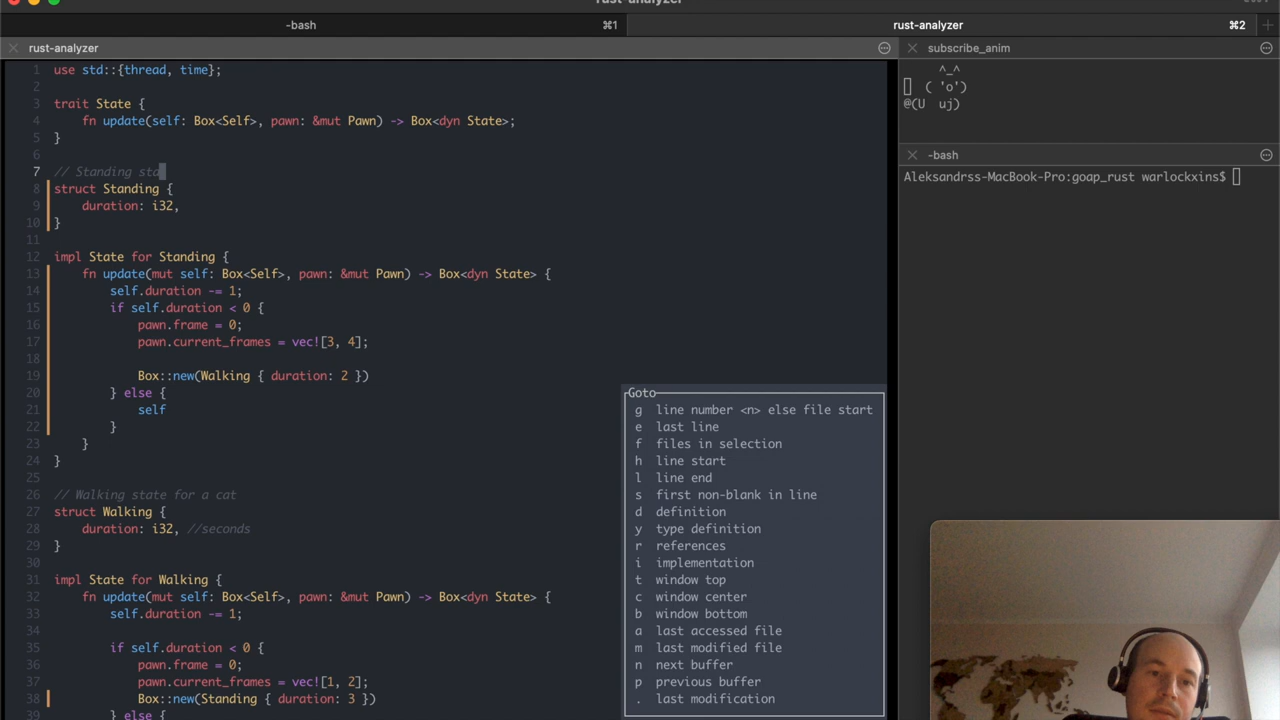 rust-analyzer
-bash ⌘1 rust-analyzer ⌘2
rust-analyzer
1 use std::{thread, time};
2
3 trait State {
4 fn update(self: Box<Self>, pawn: &mut Pawn) -> Box<dyn State>;
5 }
6
7 // Standing sta
8 struct Standing {
9 duration: i32,
10 }
11
12 impl State for Standing {
13 fn update(mut self: Box<Self>, pawn: &mut Pawn) -> Box<dyn State> {
14 self.duration -= 1;
15 if self.duration < 0 {
16 pawn.frame = 0;
17 pawn.current_frames = vec![3, 4];
18
19 Box::new(Walking { duration: 2 })
20 } else {
21 self
22 }
23 }
24 }
25
26 // Walking state for a cat
27 struct Walking {
28 duration: i32, //seconds
29 }
30
31 impl State for Walking {
32 fn update(mut self: Box<Self>, pawn: &mut Pawn) -> Box<dyn State> {
33 self.duration -= 1;
34
35 if self.duration < 0 {
36 pawn.frame = 0;
37 pawn.current_frames = vec![1, 2];
38 Box::new(Standing { duration: 3 })
39 } else {
Goto
g line number <n> else file start
e last line
f files in selection
h line start
l line end
s first non-blank in line
d definition
y type definition
r references
i implementation
t window top
c window center
b window bottom
a last accessed file
m last modified file
n next buffer
p previous buffer
. last modification
subscribe_anim
^_^
( 'o')
@(U uj)
-bash
Aleksandrss-MacBook-Pro:goap_rust warlockxins$